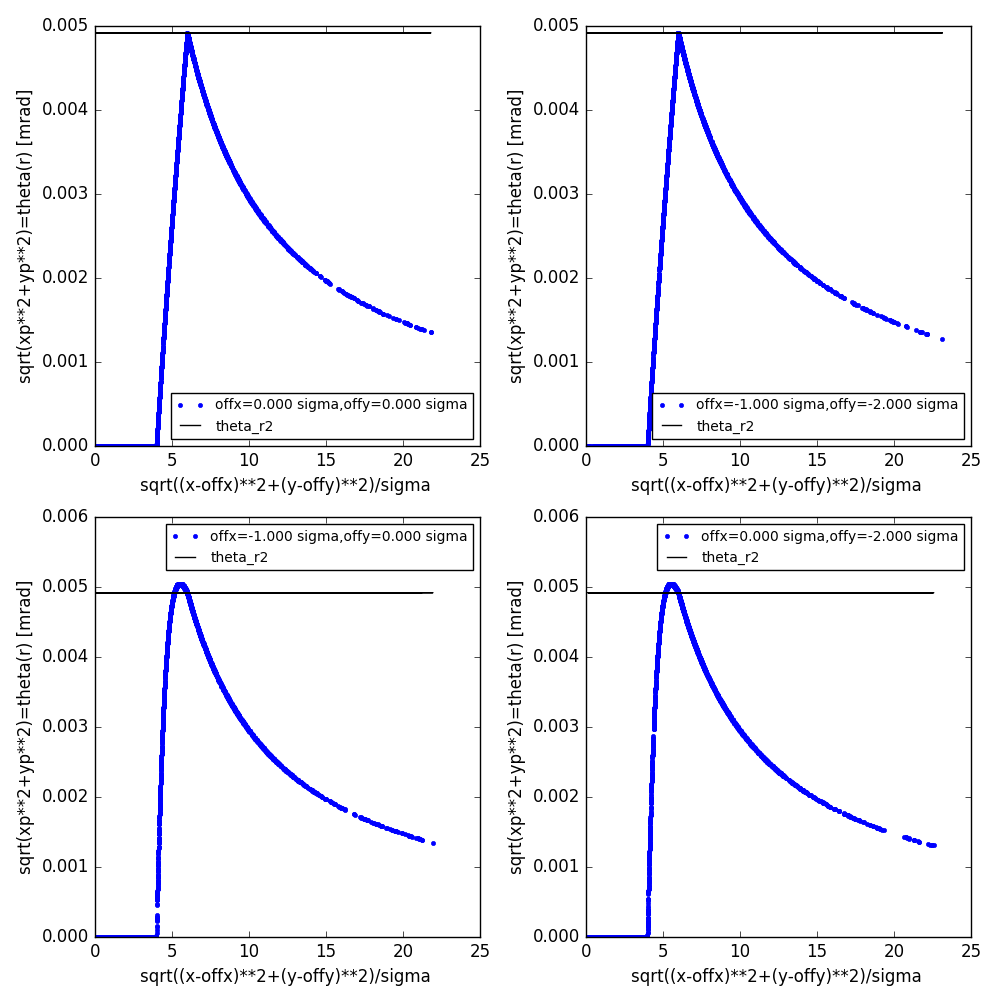 0.005
0.004
0.003
0.002
0.001
0.000
sqrt(xp**2+yp**2)=theta(r) [mrad]
offx=0.000 sigma,offy=0.000 sigma
theta_r2
0 5 10 15 20 25
sqrt((x-offx)**2+(y-offy)**2)/sigma
0.005
0.004
0.003
0.002
0.001
0.000
sqrt(xp**2+yp**2)=theta(r) [mrad]
offx=-1.000 sigma,offy=-2.000 sigma
theta_r2
0 5 10 15 20 25
sqrt((x-offx)**2+(y-offy)**2)/sigma
0.006
0.005
0.004
0.003
0.002
0.001
0.000
sqrt(xp**2+yp**2)=theta(r) [mrad]
offx=-1.000 sigma,offy=0.000 sigma
theta_r2
0 5 10 15 20 25
sqrt((x-offx)**2+(y-offy)**2)/sigma
0.006
0.005
0.004
0.003
0.002
0.001
0.000
sqrt(xp**2+yp**2)=theta(r) [mrad]
offx=0.000 sigma,offy=-2.000 sigma
theta_r2
0 5 10 15 20 25
sqrt((x-offx)**2+(y-offy)**2)/sigma